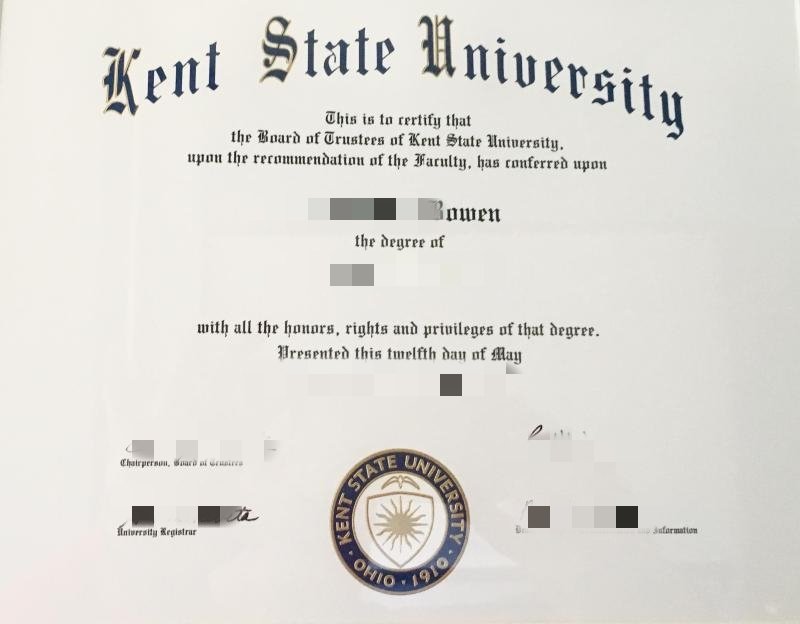 Kent State University
This is to certify that
the Board of Trustees of Kent State University,
upon the recommendation of the Faculty, has conferred upon
Bowen
the degree of
with all the honors, rights and privileges of that degree.
Presented this twelfth day of May
Chairperson, Board of Trustees
University Registrar
and Information
KENT STATE UNIVERSITY
OHIO · 1910